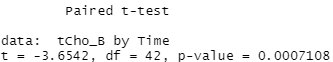 Paired t-test
data: tCho_B by Time
t = -3.6542, df = 42, p-value = 0.0007108